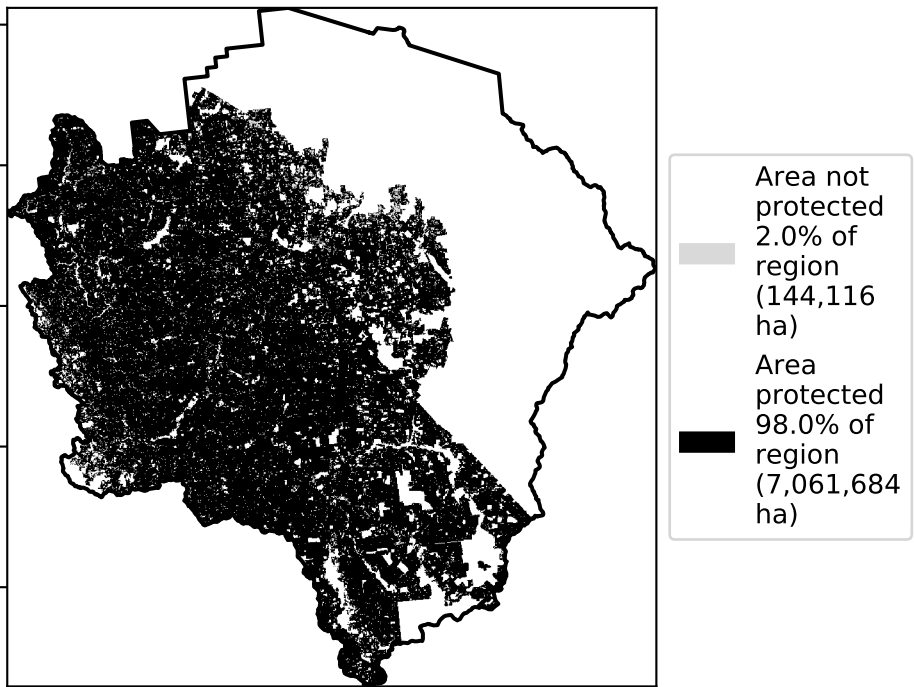 Area not
protected
2.0% of
region
(144,116
ha)
Area
protected
98.0% of
region
(7,061,684
ha)